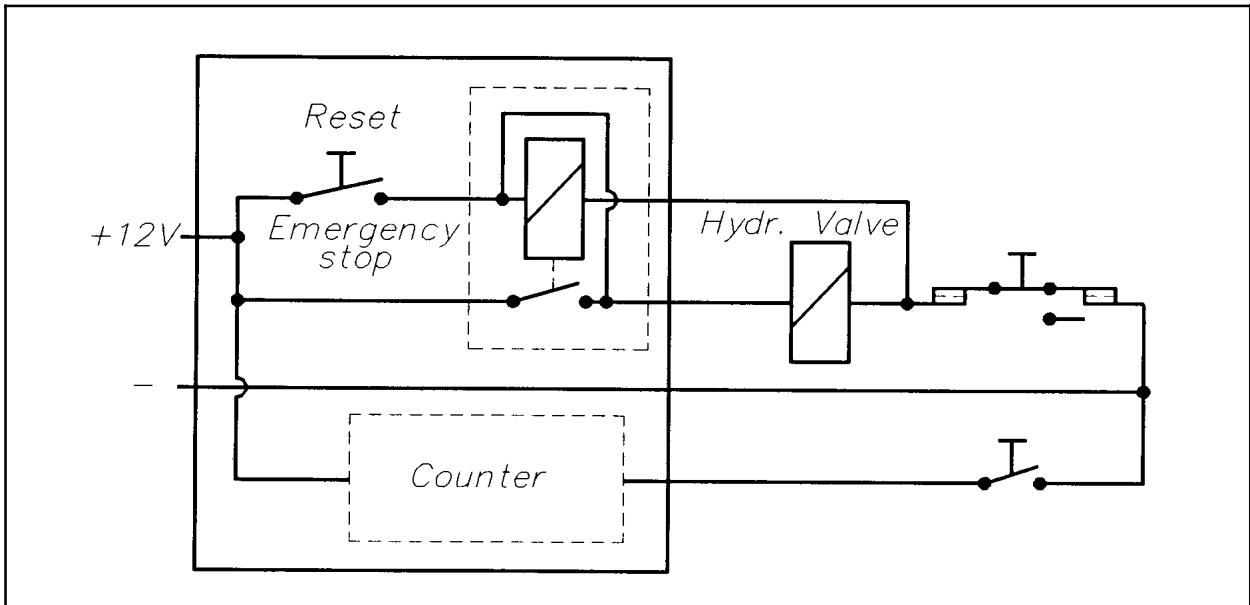 Reset
+12V
Emergency
stop
Hydr. Valve
−
Counter